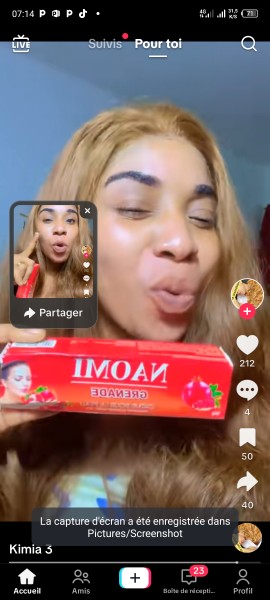 07:14
LIVE
Suivis
Pour toi
Partager
NAOMI
GRENADE
212
4
50
40
La capture d'écran a été enregistrée dans
Pictures/Screenshot
Kimia 3
23
Accueil
Amis
Boîte de récepti...
Profil